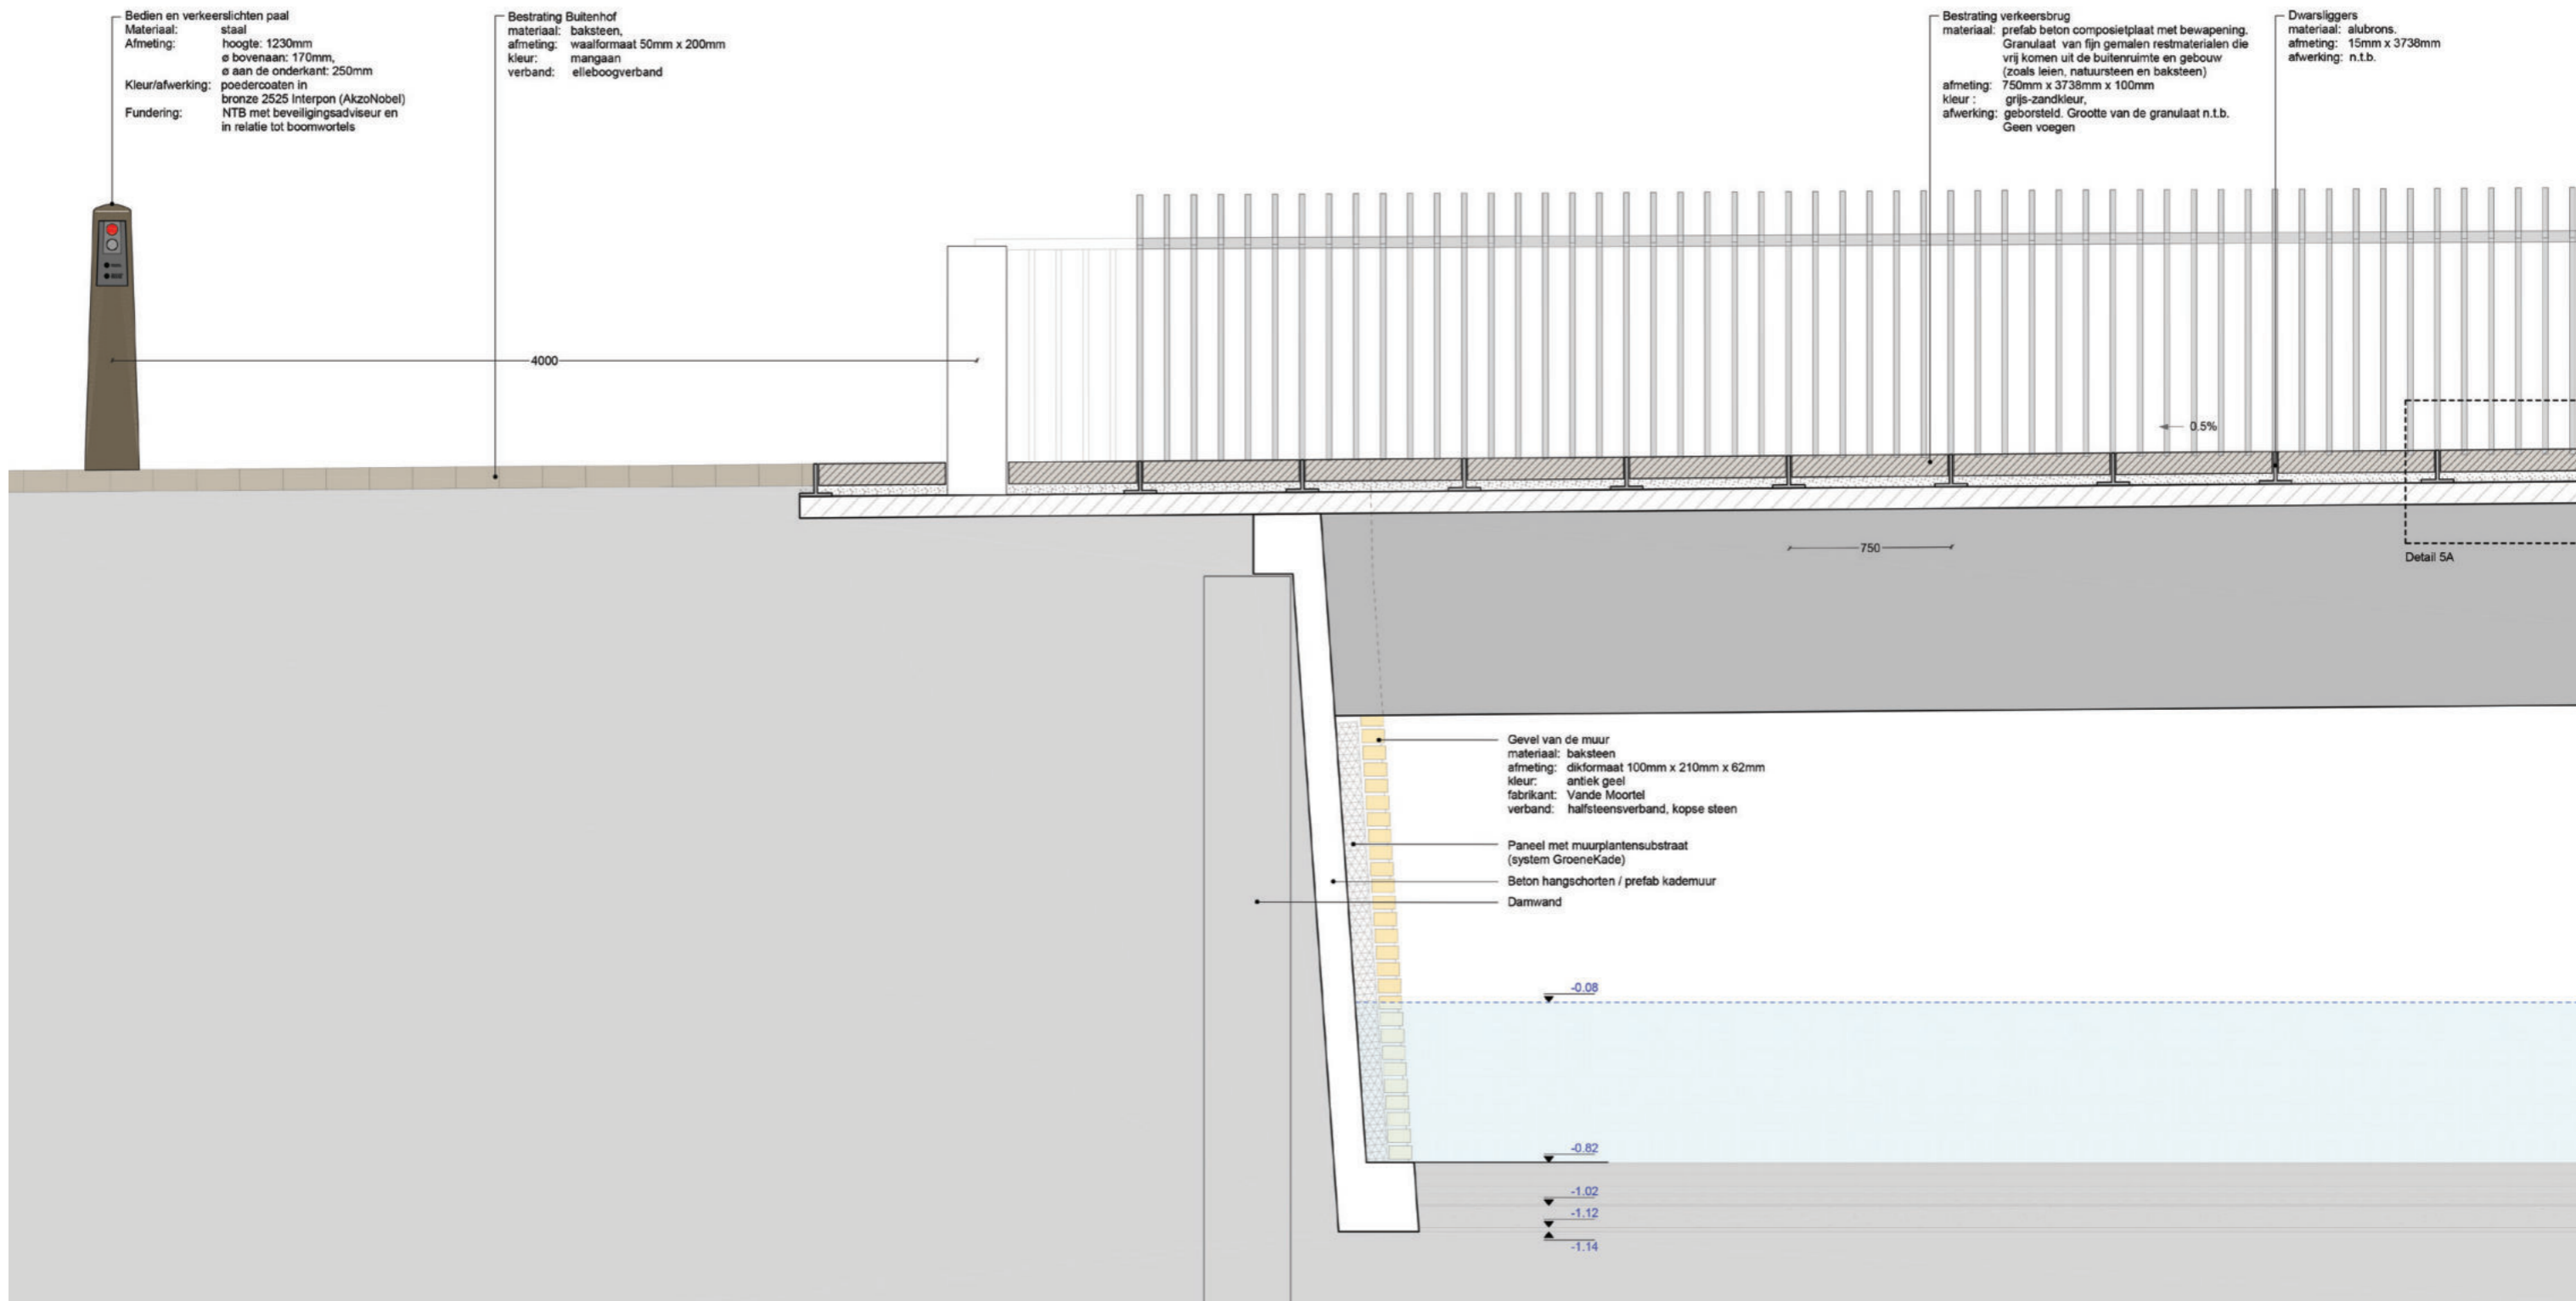 Bedien en verkeerslichten paal
Materiaal: staal
Afmeting: hoogte: 1230mm
ø bovenaan: 170mm,
ø aan de onderkant: 250mm
Kleur/afwerking: poedercoaten in
bronze 2525 Interpon (AkzoNobel)
Fundering: NTB met beveiligingsadviseur en
in relatie tot boomwortels
Bestrating Buitenhof
materiaal: baksteen,
afmeting: waalformaat 50mm x 200mm
kleur: mangaan
verband: elleboogverband
Bestrating verkeersbrug
materiaal: prefab beton composietplaat met bewapening.
Granulaat van fijn gemalen restmaterialen die
vrij komen uit de buitenruimte en gebouw
(zoals leien, natuursteen en baksteen)
afmeting: 750mm x 3738mm x 100mm
kleur : grijs-zandkleur,
afwerking: geborsteld. Grootte van de granulaat n.t.b.
Geen voegen
Dwarsliggers
materiaal: alubrons.
afmeting: 15mm x 3738mm
afwerking: n.t.b.
4000
0.5%
750
Detail 5A
Gevel van de muur
materiaal: baksteen
afmeting: dikformaat 100mm x 210mm x 62mm
kleur: antiek geel
fabrikant: Vande Moortel
verband: halfsteensverband, kopse steen
Paneel met muurplantensubstraat
(system GroeneKade)
Beton hangschorten / prefab kademuur
Damwand
-0.08
-0.82
-1.02
-1.12
-1.14